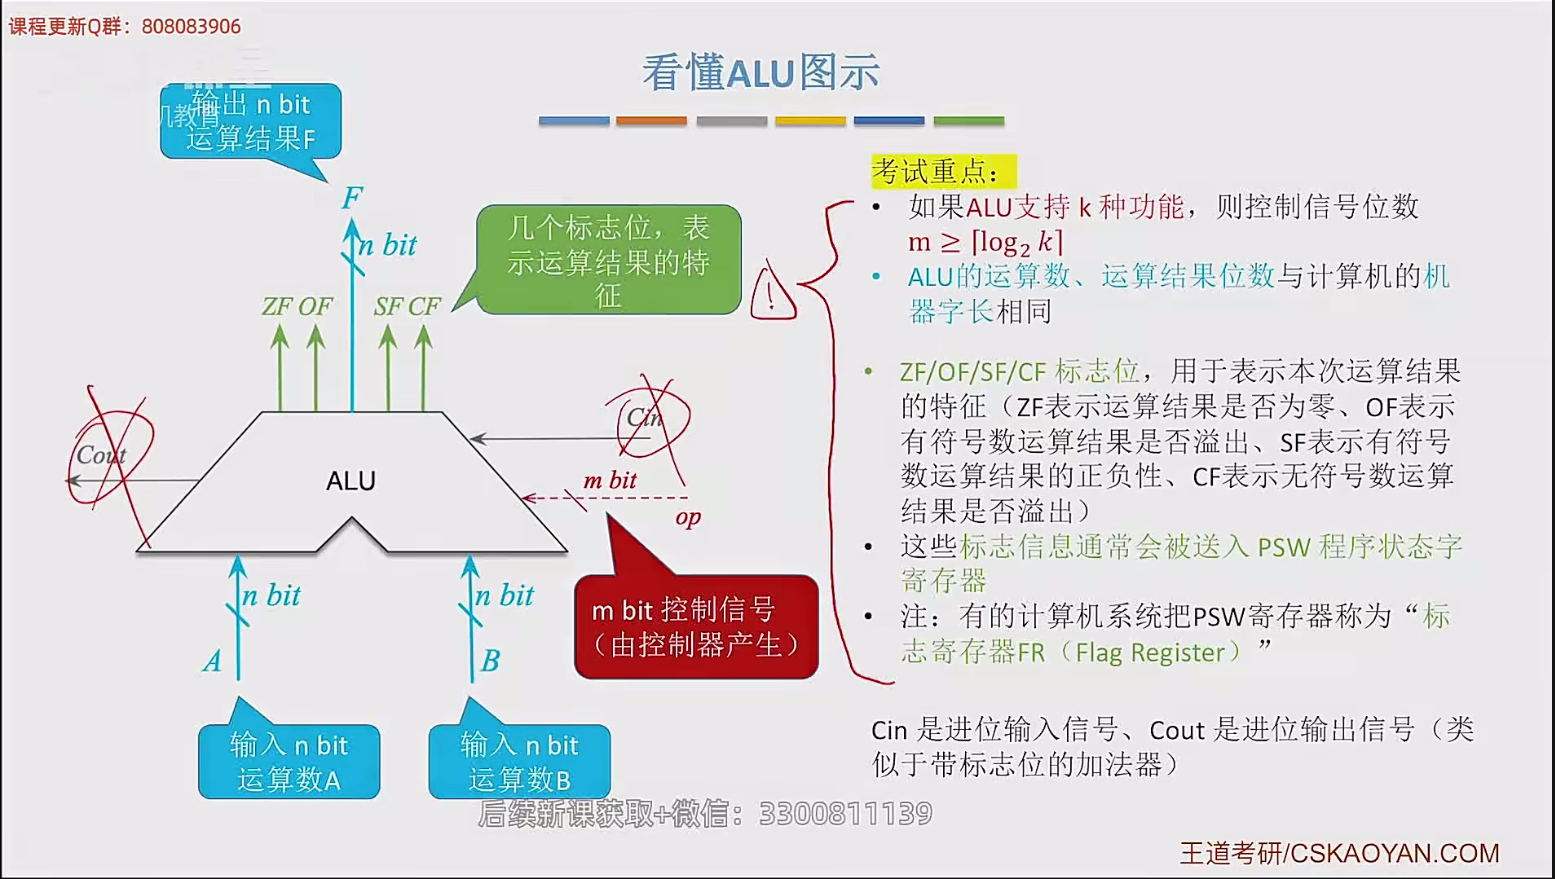 课程更新Q群：808083906
看懂ALU图示
输出 n bit
机教育
运算结果F
F
n bit
几个标志位，表
示运算结果的特
征
ZF OF SF CF
Cout
Cin
ALU
m bit
op
n bit
n bit
A
B
m bit 控制信号
（由控制器产生）
输入 n bit
运算数A
输入 n bit
运算数B
!
考试重点：
• 如果ALU支持 k 种功能，则控制信号位数
m ≥ ⌈log₂ k⌉
• ALU的运算数、运算结果位数与计算机的机
器字长相同
• ZF/OF/SF/CF 标志位，用于表示本次运算结果
的特征（ZF表示运算结果是否为零、OF表示
有符号数运算结果是否溢出、SF表示有符号
数运算结果的正负性、CF表示无符号数运算
结果是否溢出）
• 这些标志信息通常会被送入 PSW 程序状态字
寄存器
• 注：有的计算机系统把PSW寄存器称为“标
志寄存器FR（Flag Register）”
Cin 是进位输入信号、Cout 是进位输出信号（类
似于带标志位的加法器）
后续新课获取+微信：3300811139
王道考研/CSKAOYAN.COM